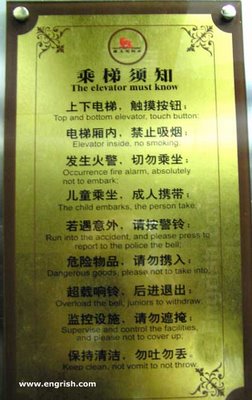 乘梯须知
The elevator must know
上下电梯，触摸按钮：
Top and bottom elevator, touch button:
电梯厢内，禁止吸烟：
Elevator inside, no smoking:
发生火警，切勿乘坐：
Occurrence fire alarm, absolutely
not to embark;
儿童乘坐，成人携带：
The child embarks, the person take;
若遇意外，请按警铃：
Run into the accident, and please press to
report to the police the bell;
危险物品，请勿携入：
Dangerous goods, please not to take into;
超载响铃，后进退出：
Overload the bell, juniors to withdraw
监控设施，请勿遮掩：
Supervise and control the facilities,
and please not to cover up;
保持清洁，勿吐勿丢。
Keep clean, not vomit to not throw.
www.engrish.com